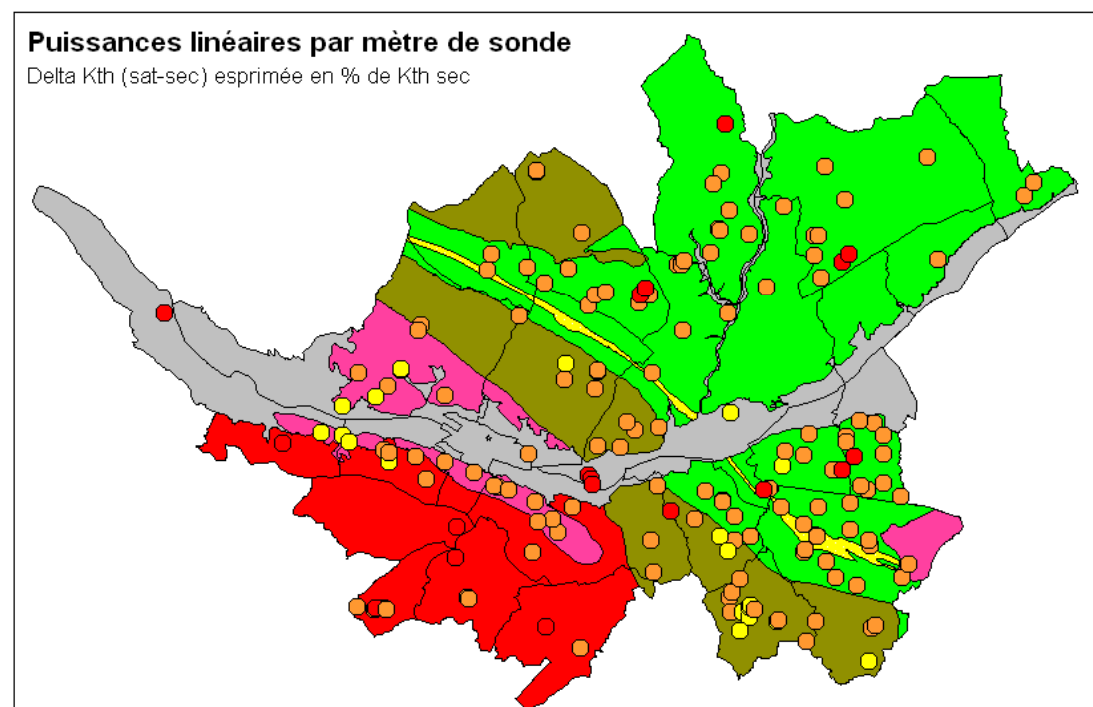 Puissances linéaires par mètre de sonde
Delta Kth (sat-sec) esprimée en % de Kth sec